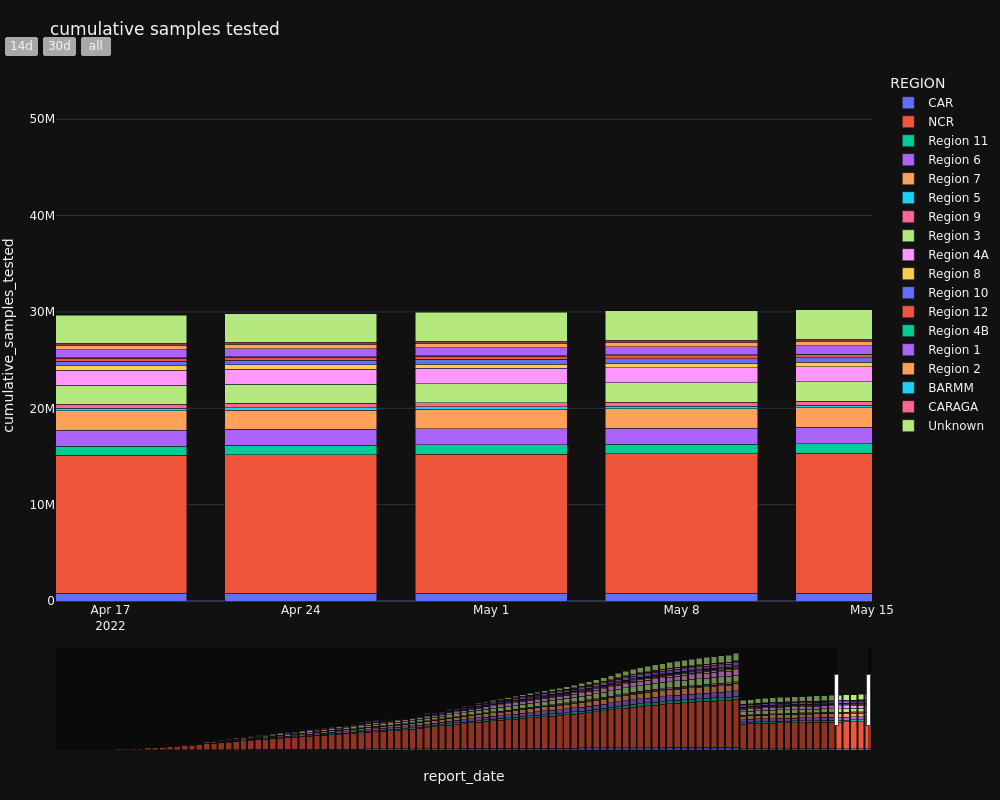 cumulative samples tested
14d 30d all
REGION
CAR
NCR
Region 11
Region 6
Region 7
Region 5
Region 9
Region 3
Region 4A
Region 8
Region 10
Region 12
Region 4B
Region 1
Region 2
BARMM
CARAGA
Unknown
cumulative_samples_tested
50M
40M
30M
20M
10M
0
Apr 17 Apr 24 May 1 May 8 May 15
2022
report_date